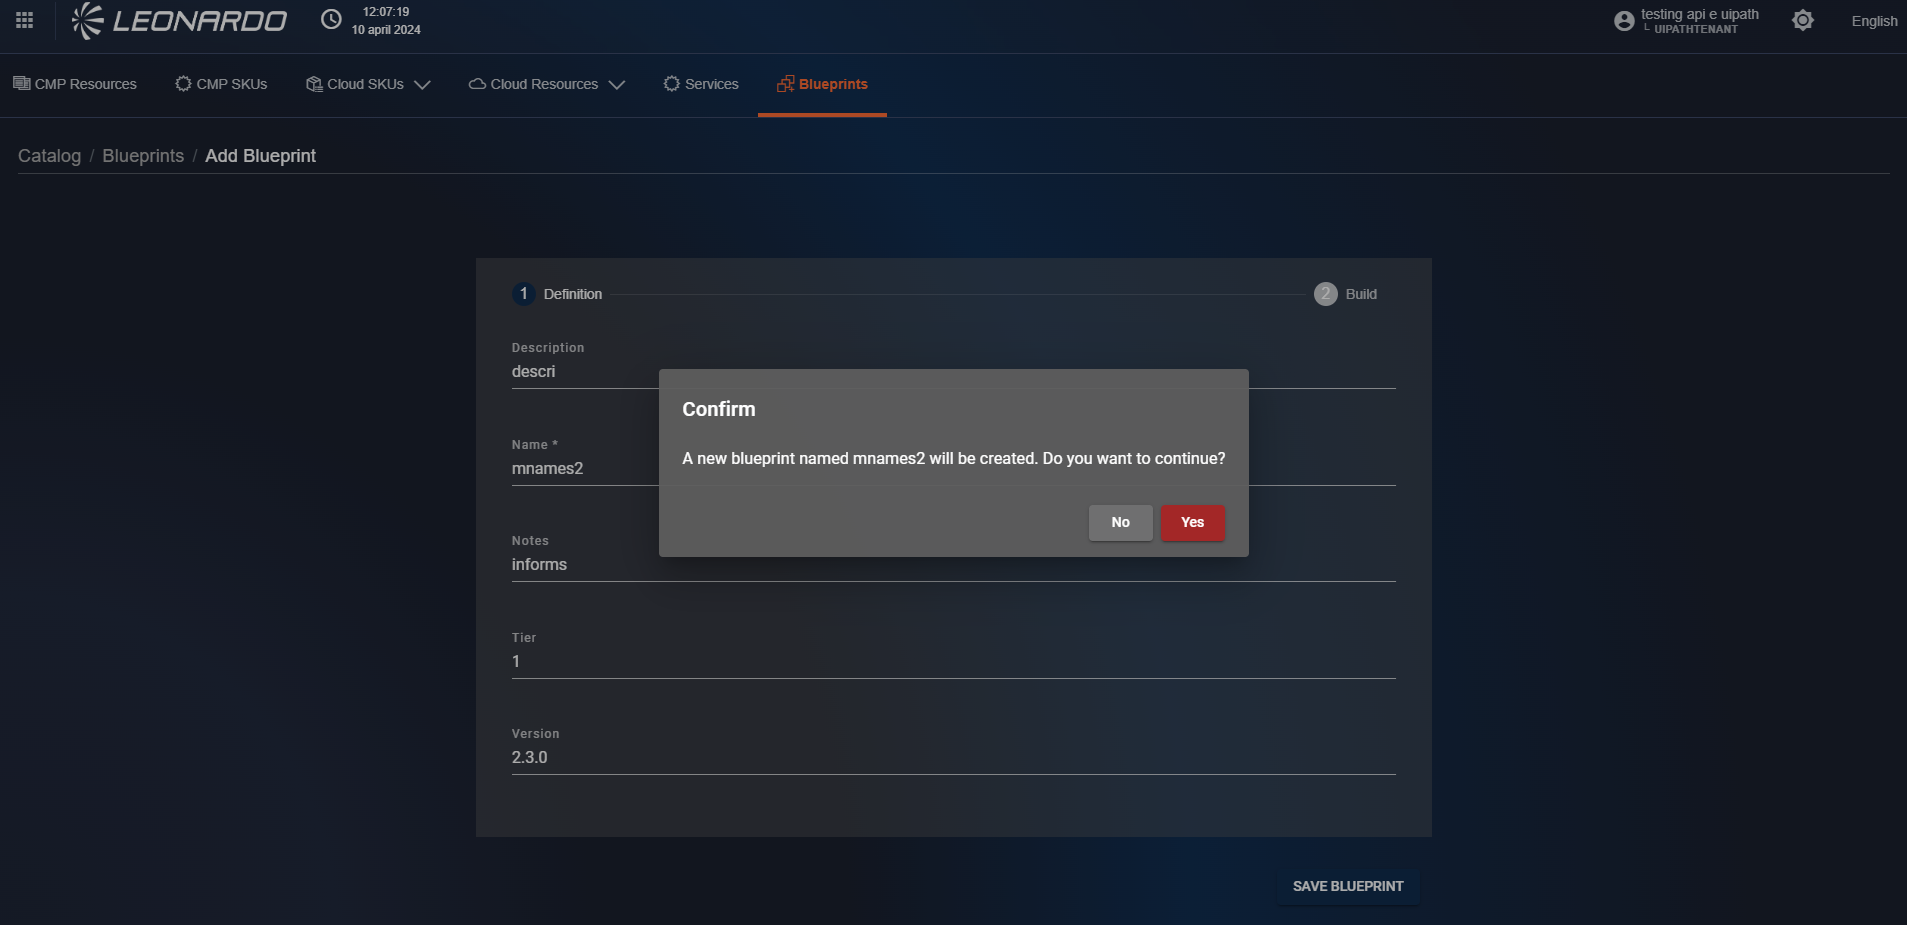 LEONARDO
12:07:19
10 april 2024
testing api e uipath
UIPATHTENANT
English
CMP Resources
CMP SKUs
Cloud SKUs
Cloud Resources
Services
Blueprints
Catalog / Blueprints / Add Blueprint
1 Definition
2 Build
Description
descri
Confirm
A new blueprint named mnames2 will be created. Do you want to continue?
No
Yes
Name *
mnames2
Notes
informs
Tier
1
Version
2.3.0
SAVE BLUEPRINT